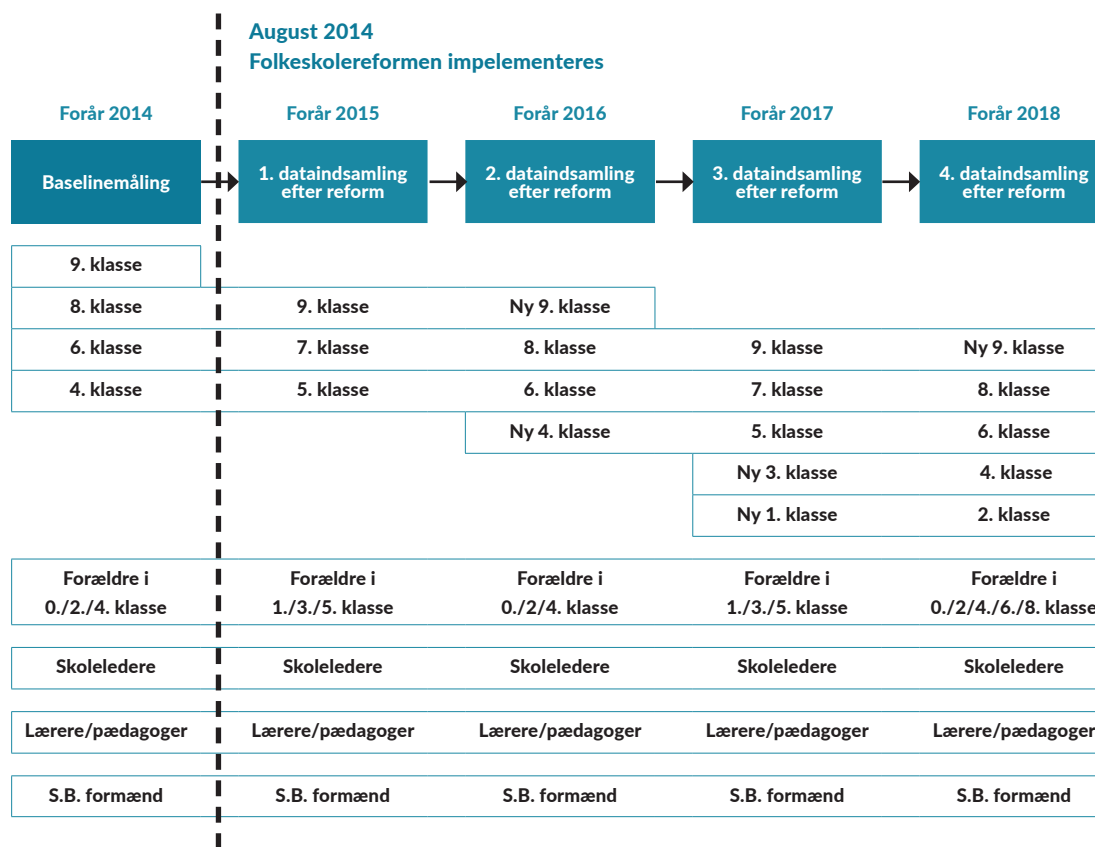 August 2014
Folkeskolereformen impelementeres
Forår 2014
Forår 2015
Forår 2016
Forår 2017
Forår 2018
Baselinemåling
1. dataindsamling
efter reform
2. dataindsamling
efter reform
3. dataindsamling
efter reform
4. dataindsamling
efter reform
9. klasse
8. klasse
9. klasse
Ny 9. klasse
6. klasse
7. klasse
8. klasse
9. klasse
Ny 9. klasse
4. klasse
5. klasse
6. klasse
7. klasse
8. klasse
Ny 4. klasse
5. klasse
6. klasse
Ny 3. klasse
4. klasse
Ny 1. klasse
2. klasse
Forældre i
0./2./4. klasse
Forældre i
1./3./5. klasse
Forældre i
0./2/4. klasse
Forældre i
1./3./5. klasse
Forældre i
0./2/4./6./8. klasse
Skoleledere
Skoleledere
Skoleledere
Skoleledere
Skoleledere
Lærere/pædagoger
Lærere/pædagoger
Lærere/pædagoger
Lærere/pædagoger
Lærere/pædagoger
S.B. formænd
S.B. formænd
S.B. formænd
S.B. formænd
S.B. formænd